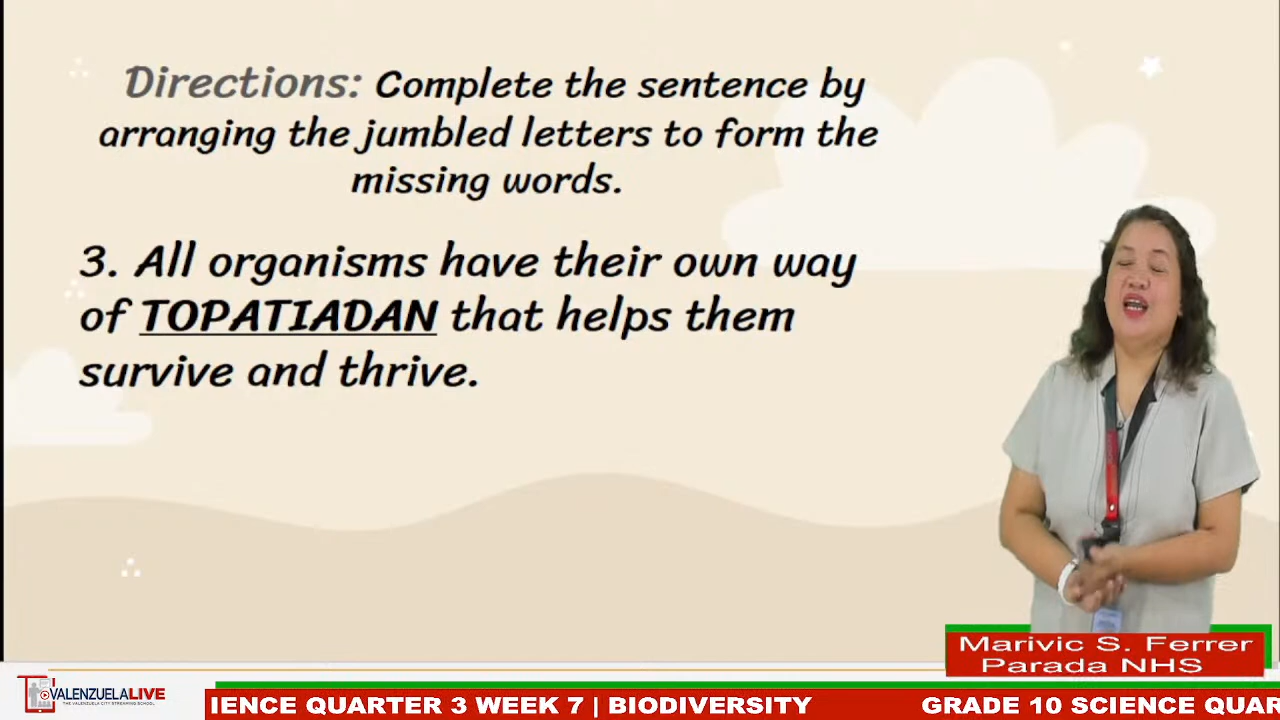 Directions: Complete the sentence by
arranging the jumbled letters to form the
missing words.
3. All organisms have their own way
of TOPATIADAN that helps them
survive and thrive.
Marivic S. Ferrer
Parada NHS
VALENZUELALIVE
THE VALENZUELA CITY STREAMING SCHOOL
IENCE QUARTER 3 WEEK 7 | BIODIVERSITY GRADE 10 SCIENCE QUAR